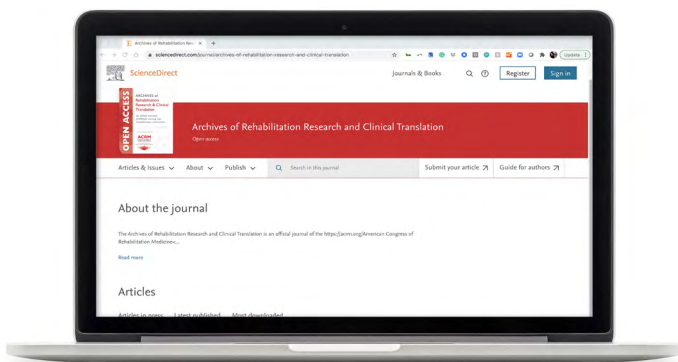 Archives of Rehabilitation Res
sciencedirect.com/journal/archives-of-rehabilitation-research-and-clinical-translation
Update
ScienceDirect
Journals & Books
Register
Sign in
OPEN ACCESS
ARCHIVES of
Rehabilitation
Research & Clinical
Translation
ACRM
Archives of Rehabilitation Research and Clinical Translation
Open access
Articles & Issues
About
Publish
Search in this journal
Submit your article
Guide for authors
About the journal
The Archives of Rehabilitation Research and Clinical Translation is an official journal of the https://acrm.org/American Congress of
Rehabilitation Medicine<...
Read more
Articles
Articles in press
Latest published
Most downloaded